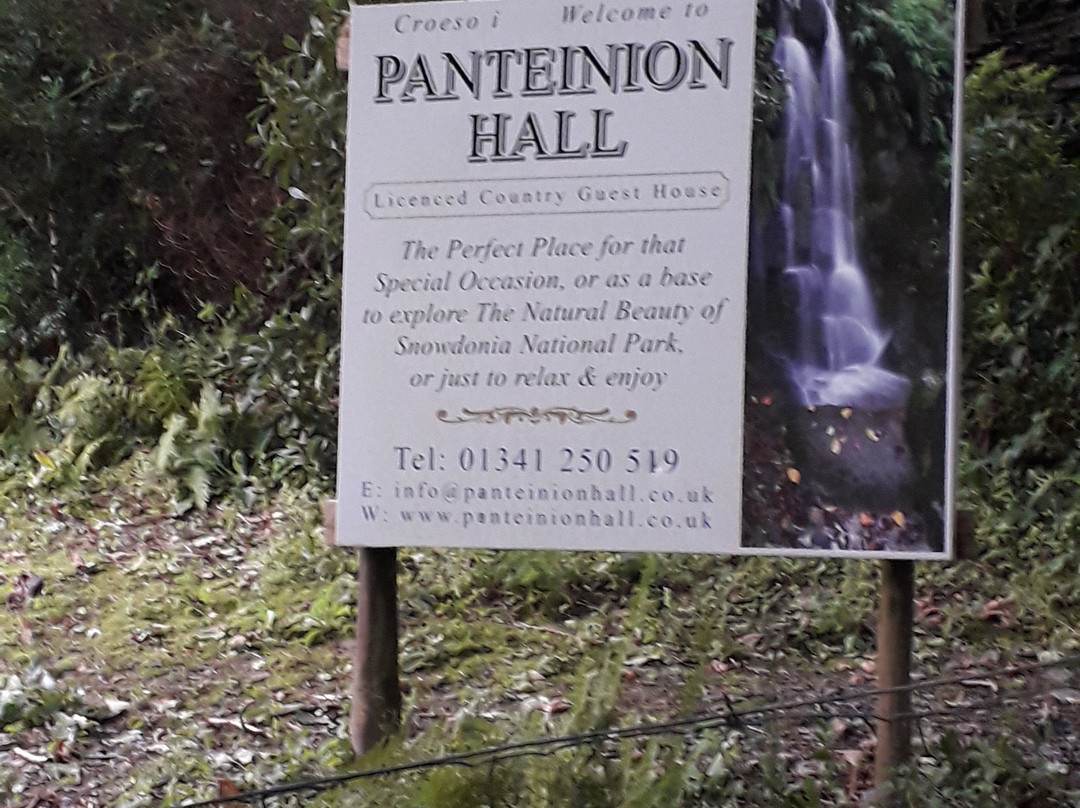 Croeso i Welcome to
PANTEINION
HALL
Licenced Country Guest House
The Perfect Place for that
Special Occasion, or as a base
to explore The Natural Beauty of
Snowdonia National Park,
or just to relax & enjoy
Tel: 01341 250 519
E: info@panteinionhall.co.uk
W: www.panteinionhall.co.uk